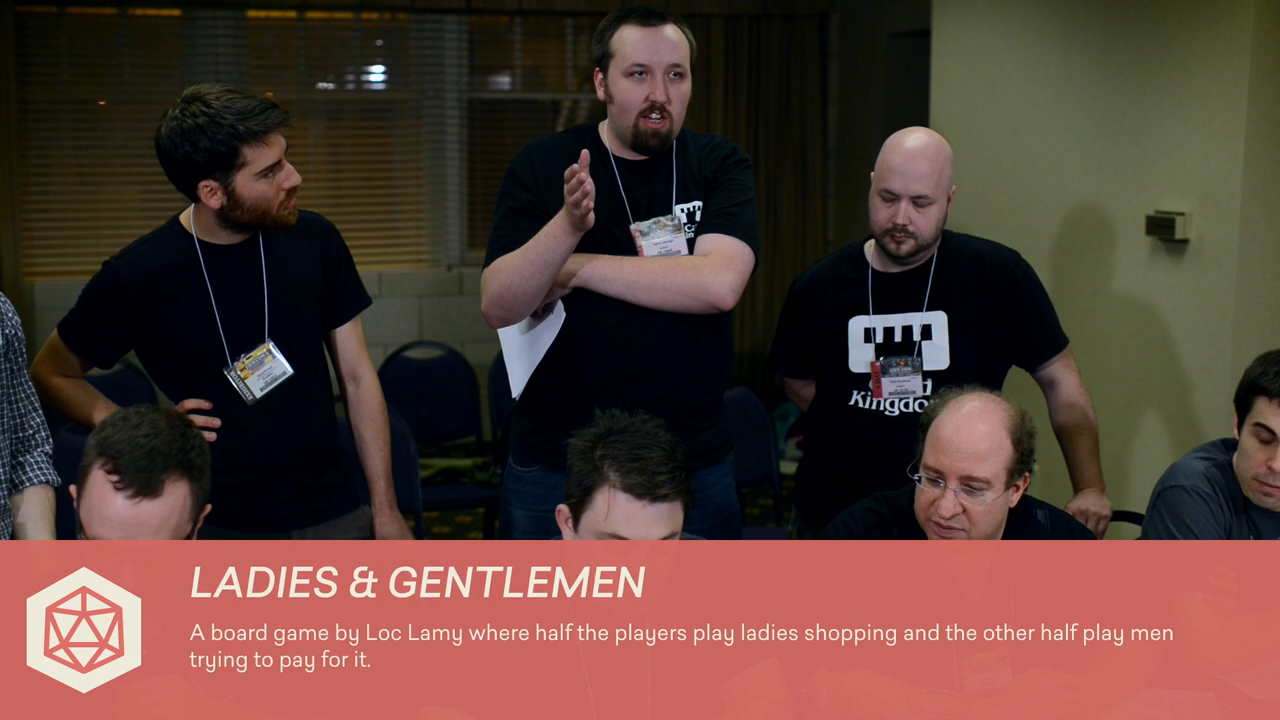 Kingdo
LADIES & GENTLEMEN
A board game by Loc Lamy where half the players play ladies shopping and the other half play men
trying to pay for it.